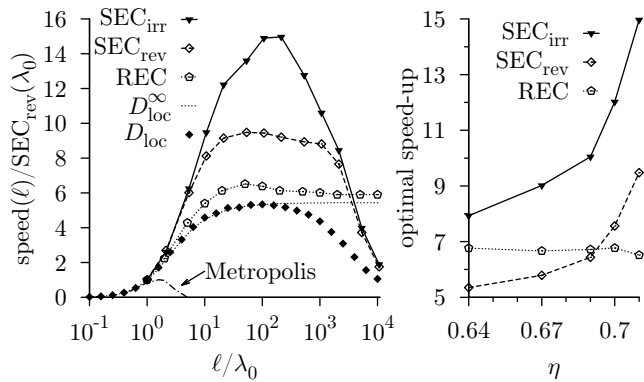 speed(ℓ)/SEC_rev(λ_0)
16
14
12
10
8
6
4
2
0
SEC_irr
SEC_rev
REC
D_loc^∞
D_loc
Metropolis
10^-1 10^0 10^1 10^2 10^3 10^4
ℓ/λ_0
optimal speed-up
15
13
11
9
7
5
SEC_irr
SEC_rev
REC
0.64 0.67 0.7
η